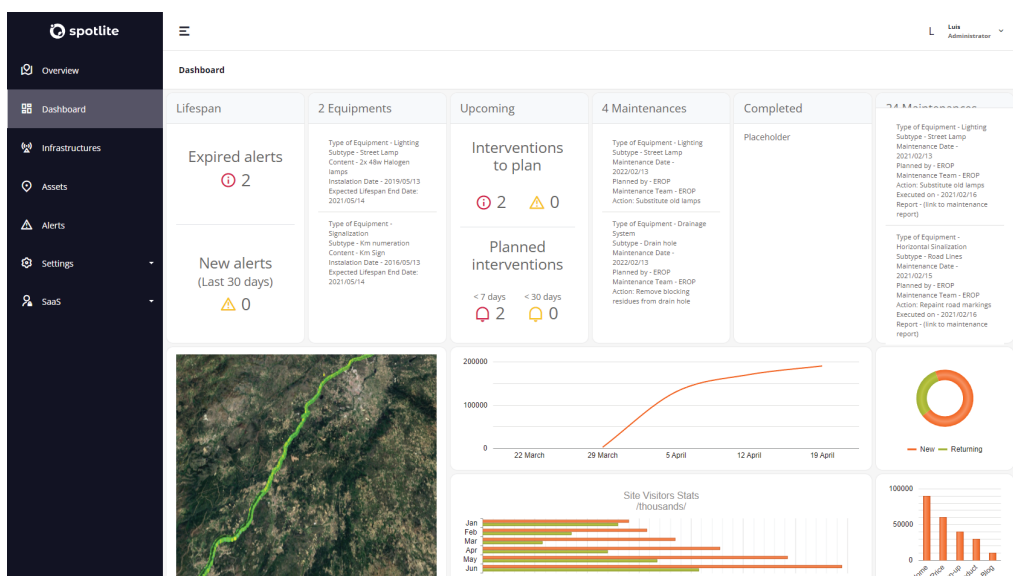 spotlite
L
Luis
Administrator
Overview
Dashboard
Infrastructures
Assets
Alerts
Settings
SaaS
Dashboard
Lifespan
Expired alerts
2
New alerts
(Last 30 days)
0
2 Equipments
Type of Equipment - Lighting
Subtype - Street Lamp
Content - 2x 48w Halogen
lamps
Instalation Date - 2019/05/13
Expected Lifespan End Date:
2021/05/14
Type of Equipment -
Signalization
Subtype - Km numeration
Content - Km Sign
Instalation Date - 2016/05/13
Expected Lifespan End Date:
2021/05/14
Upcoming
Interventions
to plan
2 0
Planned
interventions
< 7 days < 30 days
2 0
4 Maintenances
Type of Equipment - Lighting
Subtype - Street Lamp
Maintenance Date -
2022/02/13
Planned by - EROP
Maintenance Team - EROP
Action: Substitute old lamps
Type of Equipment - Drainage
System
Subtype - Drain hole
Maintenance Date -
2022/02/13
Planned by - EROP
Maintenance Team - EROP
Action: Remove blocking
residues from drain hole
Completed
Placeholder
Type of Equipment - Lighting
Subtype - Street Lamp
Maintenance Date -
2021/02/13
Planned by - EROP
Maintenance Team - EROP
Action: Substitute old lamps
Executed on - 2021/02/16
Report - (link to maintenance
report)
Type of Equipment -
Horizontal Sinalization
Subtype - Road Lines
Maintenance Date -
2021/02/15
Planned by - EROP
Maintenance Team - EROP
Action: Repaint road markings
Executed on - 2021/02/16
Report - (link to maintenance
report)
200000
100000
0
22 March 29 March 5 April 12 April 19 April
New Returning
Site Visitors Stats
/thousands/
Jan
Feb
Mar
Apr
May
Jun
100000
50000
0
Blog